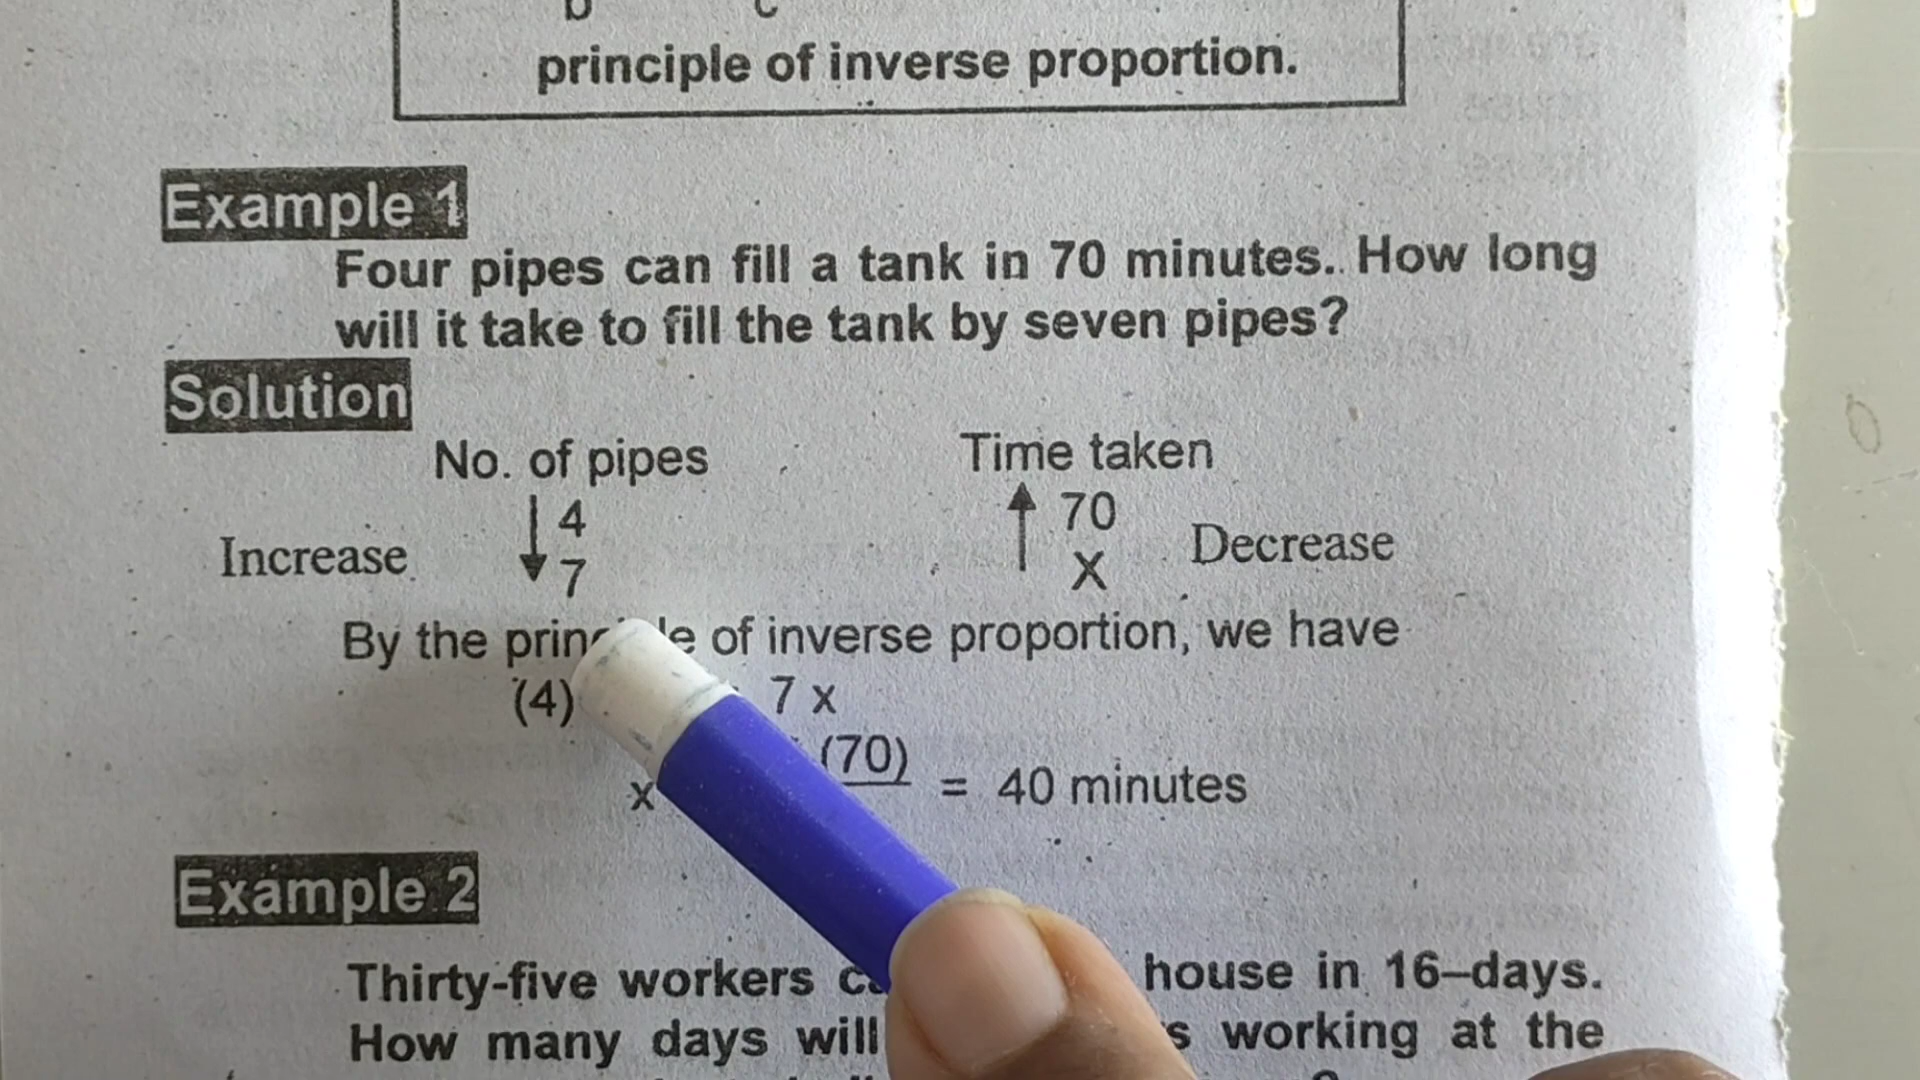 principle of inverse proportion.
Example 1
Four pipes can fill a tank in 70 minutes. How long
will it take to fill the tank by seven pipes?
Solution
No. of pipes Time taken
4 70
Increase Decrease
7 X
By the of inverse proportion, we have
(4) 7 x
(70)
x = 40 minutes
Example 2
Thirty-five workers house in 16–days.
How many days will working at the